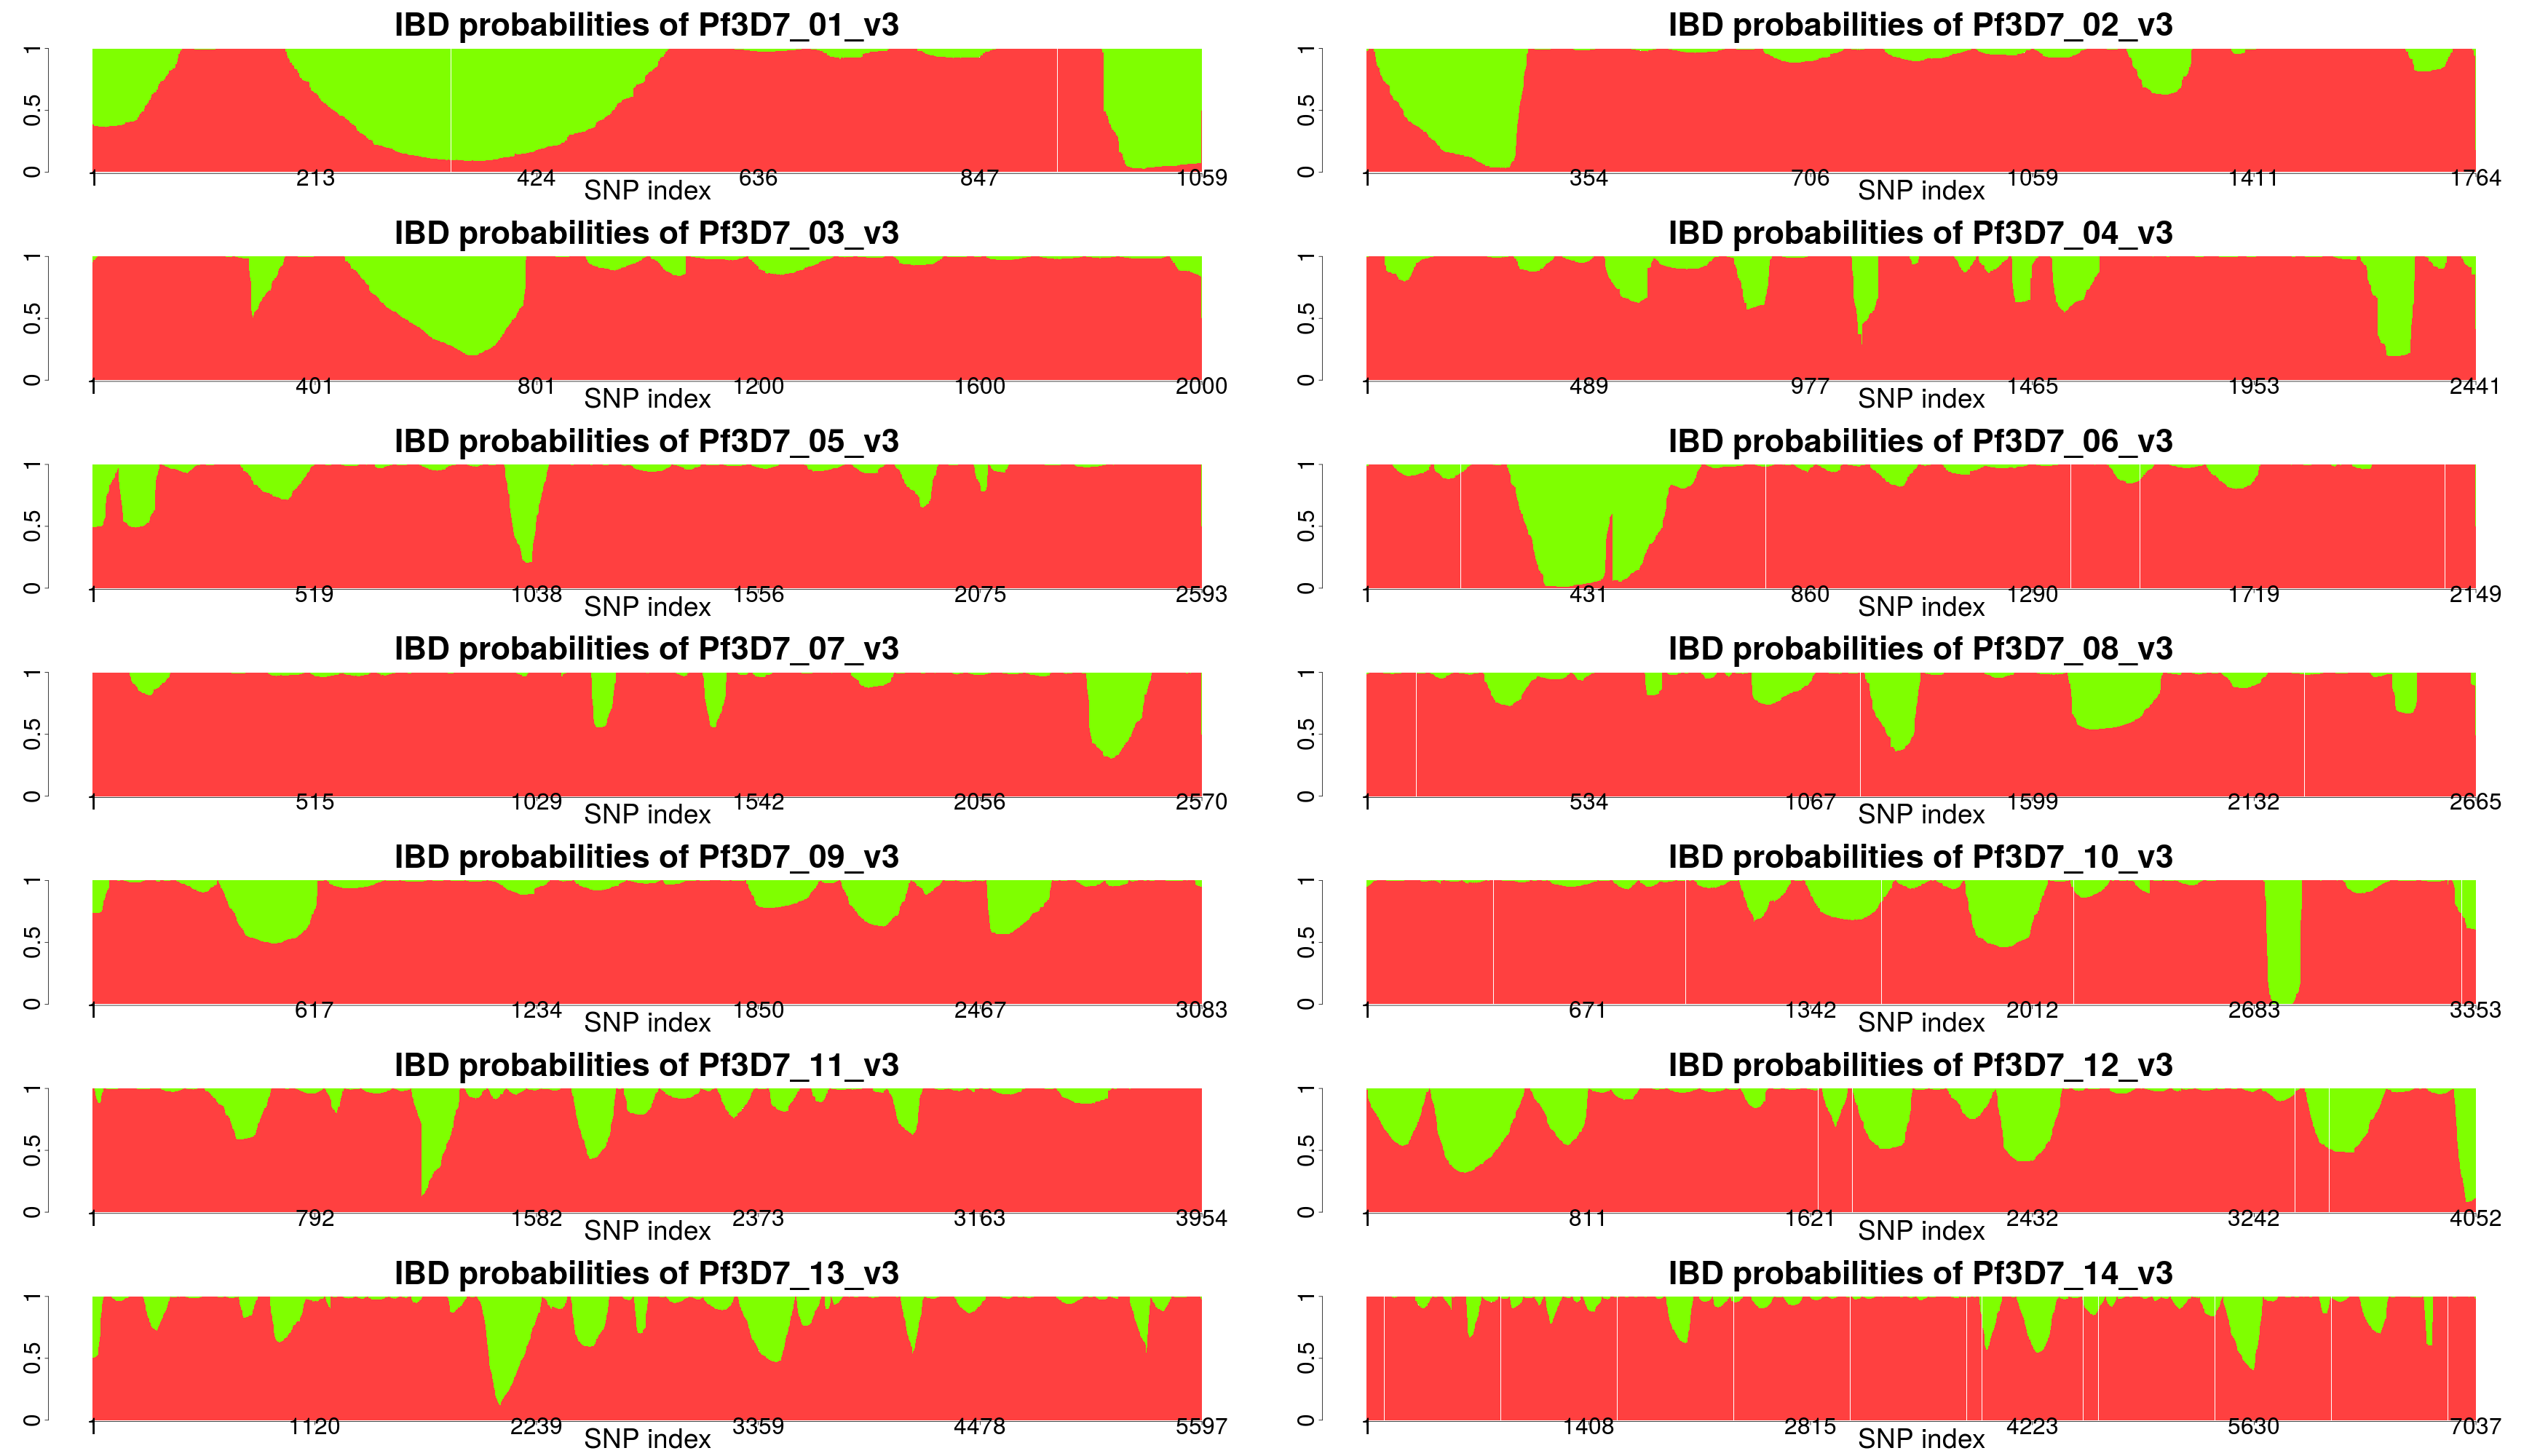 IBD probabilities of Pf3D7_01_v3
0 0.5 1
1 213 424 636 847 1059
SNP index
IBD probabilities of Pf3D7_02_v3
0 0.5 1
1 354 706 1059 1411 1764
SNP index
IBD probabilities of Pf3D7_03_v3
0 0.5 1
1 401 801 1200 1600 2000
SNP index
IBD probabilities of Pf3D7_04_v3
0 0.5 1
1 489 977 1465 1953 2441
SNP index
IBD probabilities of Pf3D7_05_v3
0 0.5 1
1 519 1038 1556 2075 2593
SNP index
IBD probabilities of Pf3D7_06_v3
0 0.5 1
1 431 860 1290 1719 2149
SNP index
IBD probabilities of Pf3D7_07_v3
0 0.5 1
1 515 1029 1542 2056 2570
SNP index
IBD probabilities of Pf3D7_08_v3
0 0.5 1
1 534 1067 1599 2132 2665
SNP index
IBD probabilities of Pf3D7_09_v3
0 0.5 1
1 617 1234 1850 2467 3083
SNP index
IBD probabilities of Pf3D7_10_v3
0 0.5 1
1 671 1342 2012 2683 3353
SNP index
IBD probabilities of Pf3D7_11_v3
0 0.5 1
1 792 1582 2373 3163 3954
SNP index
IBD probabilities of Pf3D7_12_v3
0 0.5 1
1 811 1621 2432 3242 4052
SNP index
IBD probabilities of Pf3D7_13_v3
0 0.5 1
1 1120 2239 3359 4478 5597
SNP index
IBD probabilities of Pf3D7_14_v3
0 0.5 1
1 1408 2815 4223 5630 7037
SNP index